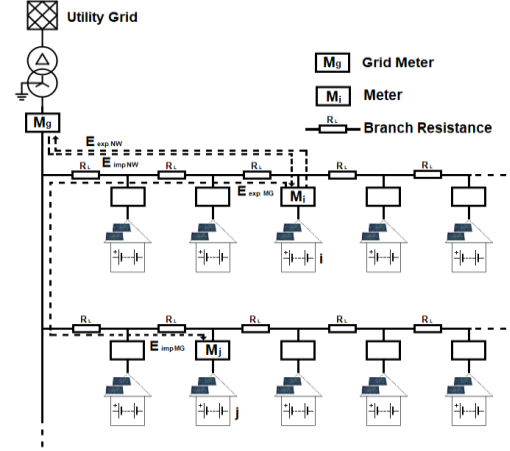 Utility Grid
Mg Grid Meter
Mi Meter
RL Branch Resistance
Mg
E exp NW
E imp NW
RL RL RL RL RL
E exp MG
Mi
i
RL RL RL RL RL
E imp MG
Mj
j